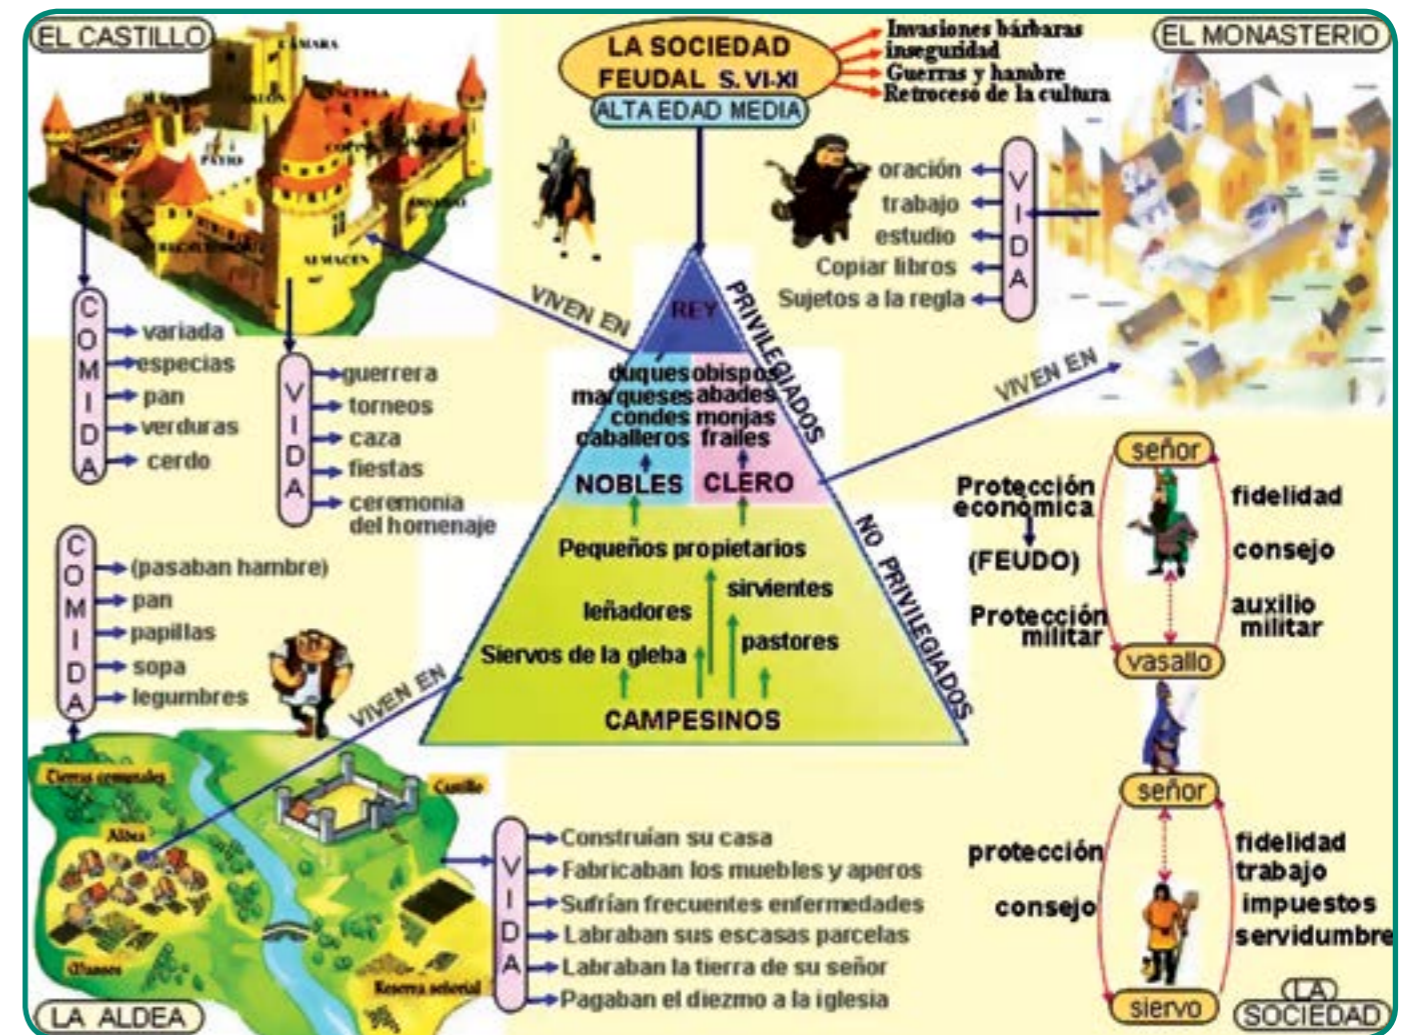 EL CASTILLO
CÁMARA
PATIO
ALMACEN
COMIDA
variada
especias
pan
verduras
cerdo
VIDA
guerrera
torneos
caza
fiestas
ceremonia
del homenaje
LA SOCIEDAD
FEUDAL S. VI-XI
ALTA EDAD MEDIA
Invasiones bárbaras
inseguridad
Guerras y hambre
Retroceso de la cultura
EL MONASTERIO
VIDA
oración
trabajo
estudio
Copiar libros
Sujetos a la regla
VIVEN EN
VIVEN EN
REY
PRIVILEGIADOS
duques
marqueses
condes
caballeros
NOBLES
obispos
abades
monjas
frailes
CLERO
NO PRIVILEGIADOS
Pequeños propietarios
sirvientes
leñadores
pastores
Siervos de la gleba
CAMPESINOS
VIVEN EN
COMIDA
(pasaban hambre)
pan
papillas
sopa
legumbres
Tierras comunales
Castillo
Aldea
Mansos
Reserva señorial
LA ALDEA
VIDA
Construían su casa
Fabricaban los muebles y aperos
Sufrían frecuentes enfermedades
Labraban sus escasas parcelas
Labraban la tierra de su señor
Pagaban el diezmo a la iglesia
señor
Protección
económica
(FEUDO)
Protección
militar
fidelidad
consejo
auxilio
militar
vasallo
señor
protección
consejo
fidelidad
trabajo
impuestos
servidumbre
siervo
LA
SOCIEDAD